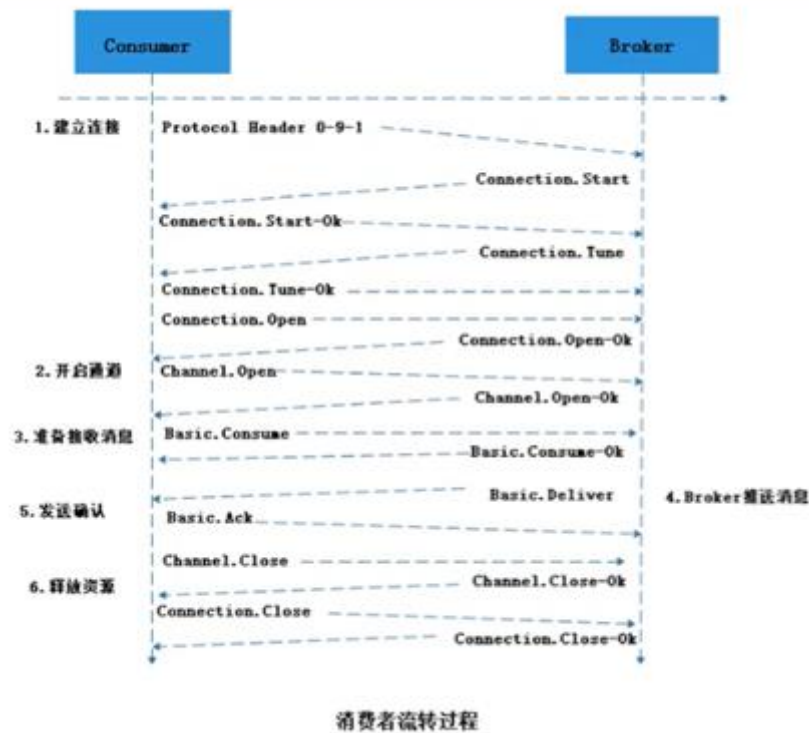 Consumer
Broker
1.建立连接
Protocol Header 0-9-1
Connection.Start
Connection.Start-Ok
Connection.Tune
Connection.Tune-Ok
Connection.Open
Connection.Open-Ok
2.开启通道
Channel.Open
Channel.Open-Ok
3.准备接收消息
Basic.Consume
Basic.Consume-Ok
Basic.Deliver
4.Broker推送消息
5.发送确认
Basic.Ack
Channel.Close
Channel.Close-Ok
6.释放资源
Connection.Close
Connection.Close-Ok
消费者流转过程